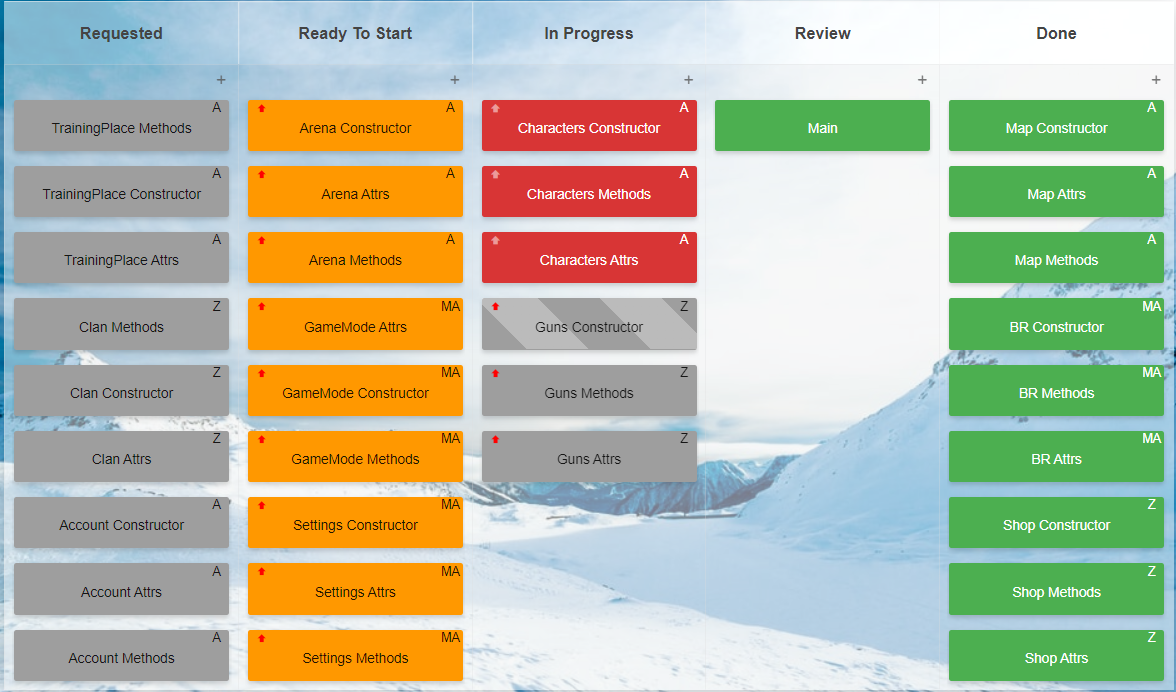 Requested
Ready To Start
In Progress
Review
Done
+
+
+
+
+
A
TrainingPlace Methods
A
TrainingPlace Constructor
A
TrainingPlace Attrs
Z
Clan Methods
Z
Clan Constructor
Z
Clan Attrs
A
Account Constructor
A
Account Attrs
A
Account Methods
A
Arena Constructor
A
Arena Attrs
A
Arena Methods
MA
GameMode Attrs
MA
GameMode Constructor
MA
GameMode Methods
MA
Settings Constructor
MA
Settings Attrs
MA
Settings Methods
A
Characters Constructor
A
Characters Methods
A
Characters Attrs
Z
Guns Constructor
Z
Guns Methods
Z
Guns Attrs
Main
A
Map Constructor
A
Map Attrs
A
Map Methods
MA
BR Constructor
MA
BR Methods
MA
BR Attrs
Z
Shop Constructor
Z
Shop Methods
Z
Shop Attrs